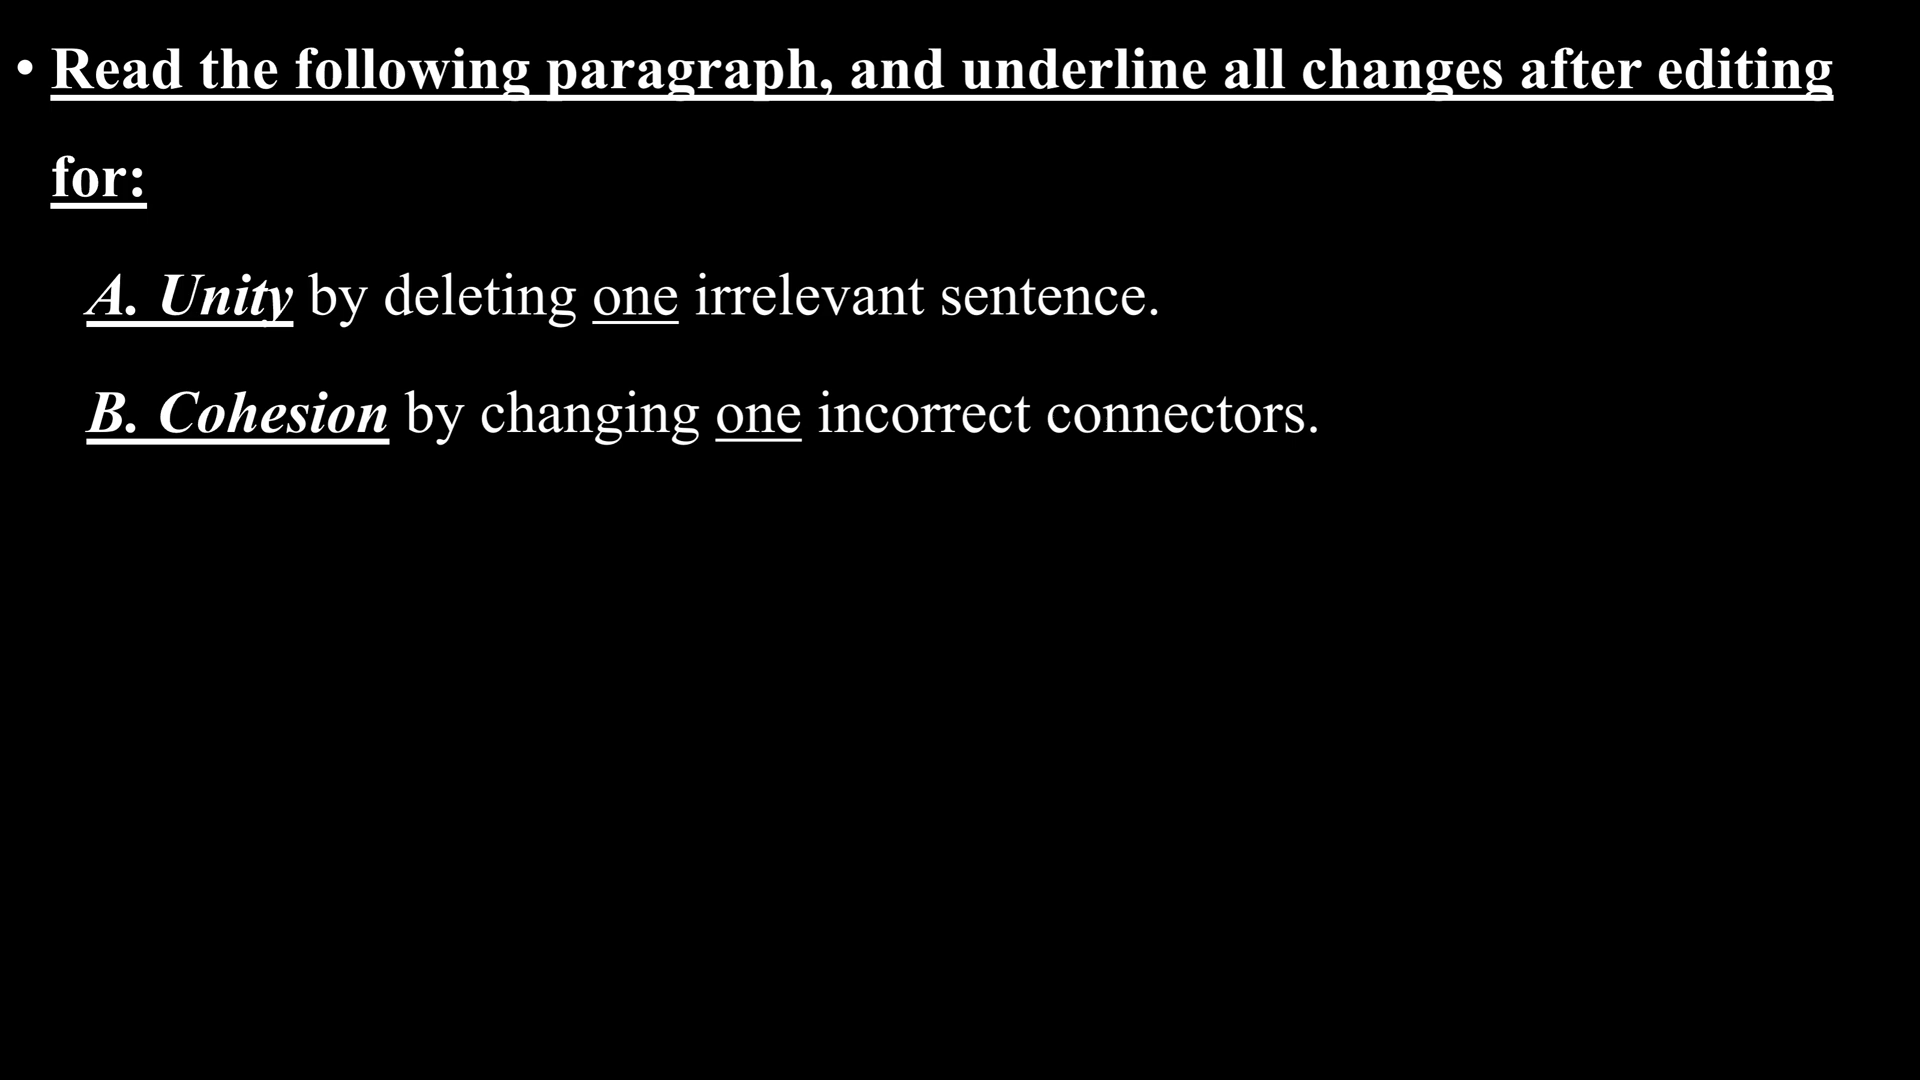 • Read the following paragraph, and underline all changes after editing
for:
A. Unity by deleting one irrelevant sentence.
B. Cohesion by changing one incorrect connectors.